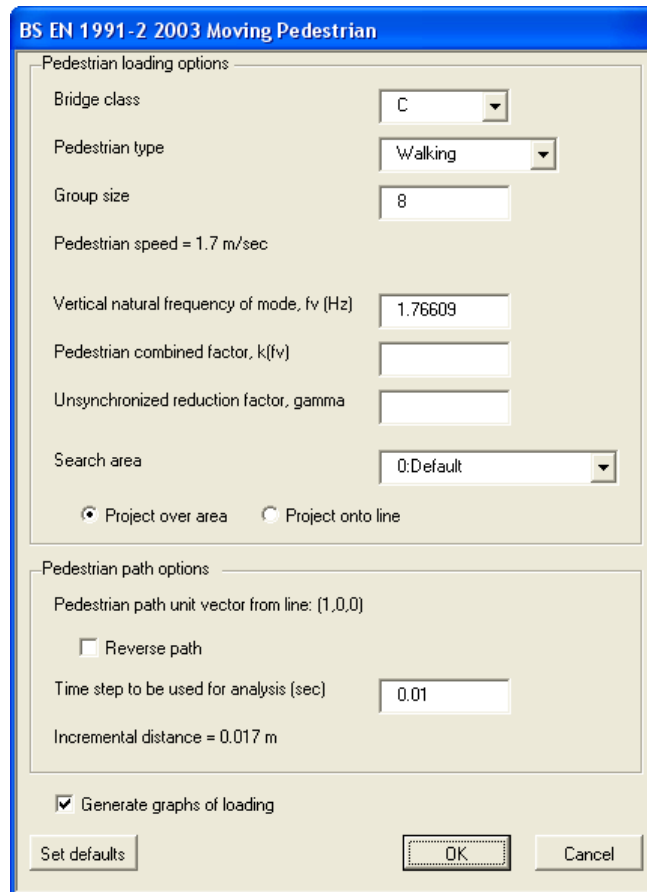 BS EN 1991-2 2003 Moving Pedestrian
Pedestrian loading options
Bridge class C
Pedestrian type Walking
Group size 8
Pedestrian speed = 1.7 m/sec
Vertical natural frequency of mode, fv (Hz) 1.76609
Pedestrian combined factor, k(fv)
Unsynchronized reduction factor, gamma
Search area 0:Default
Project over area Project onto line
Pedestrian path options
Pedestrian path unit vector from line: (1,0,0)
Reverse path
Time step to be used for analysis (sec) 0.01
Incremental distance = 0.017 m
Generate graphs of loading
Set defaults OK Cancel